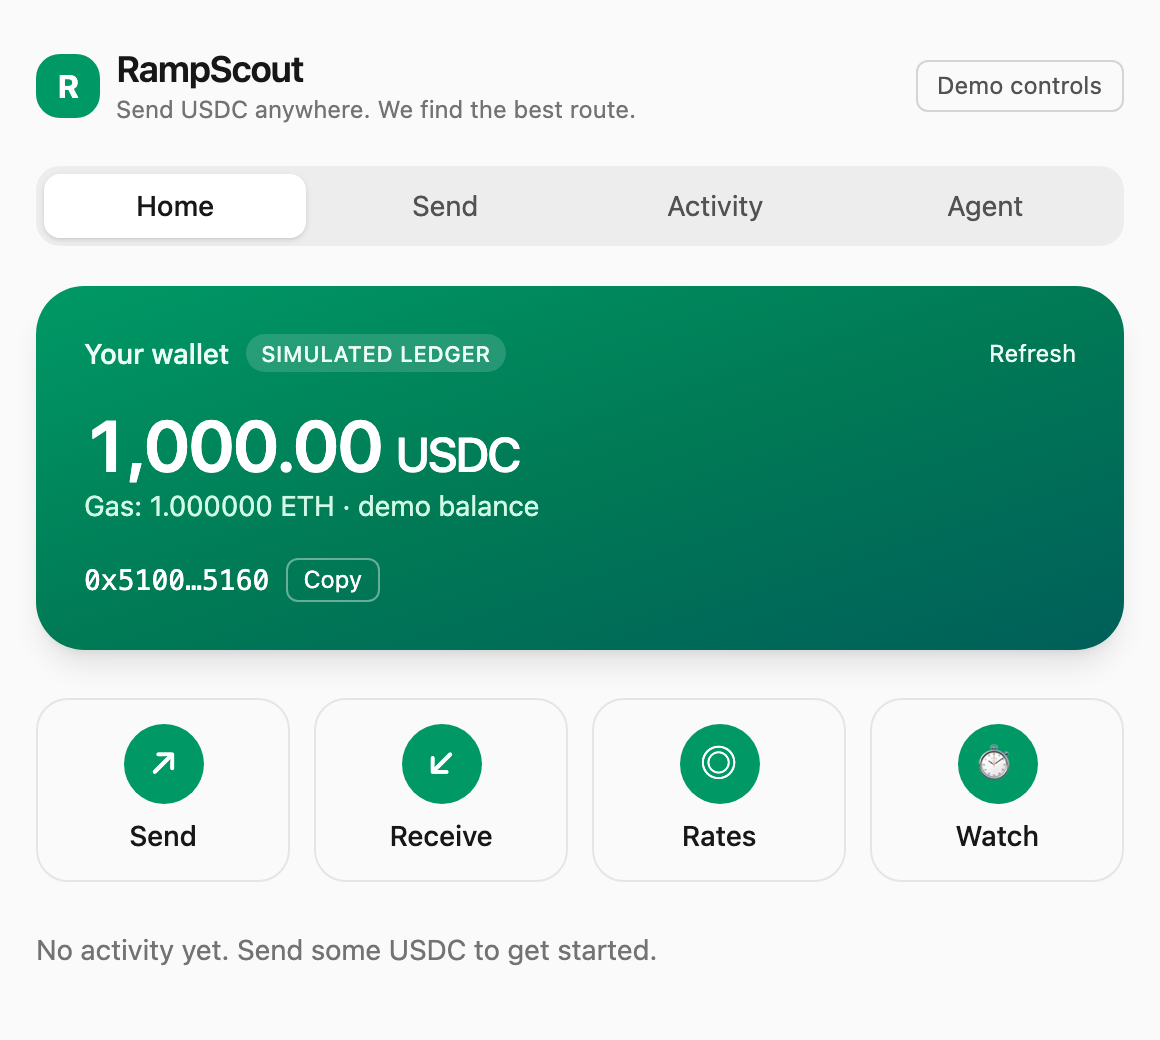 R
RampScout
Send USDC anywhere. We find the best route.
Demo controls
Home
Send
Activity
Agent
Your wallet
SIMULATED LEDGER
Refresh
1,000.00 USDC
Gas: 1.000000 ETH · demo balance
0x5100…5160
Copy
Send
Receive
Rates
Watch
No activity yet. Send some USDC to get started.